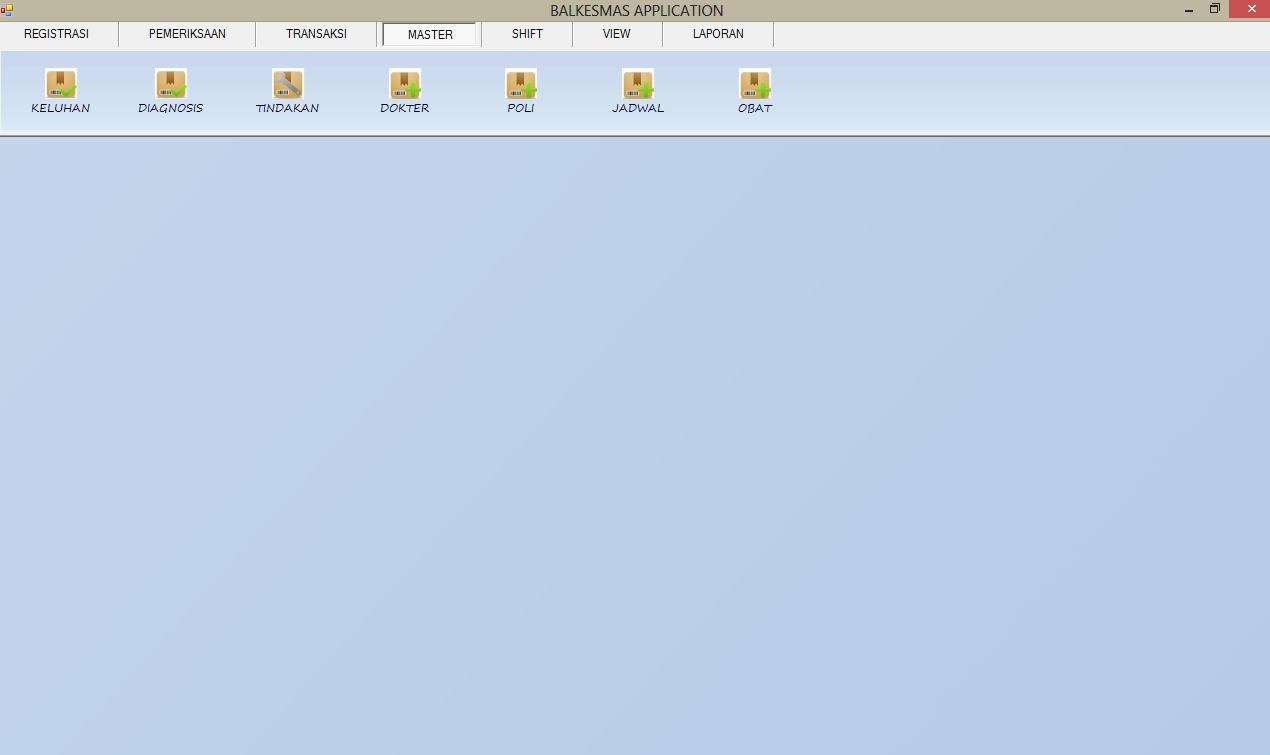 BALKESMAS APPLICATION
REGISTRASI PEMERIKSAAN TRANSAKSI MASTER SHIFT VIEW LAPORAN
KELUHAN DIAGNOSIS TINDAKAN DOKTER POLI JADWAL OBAT